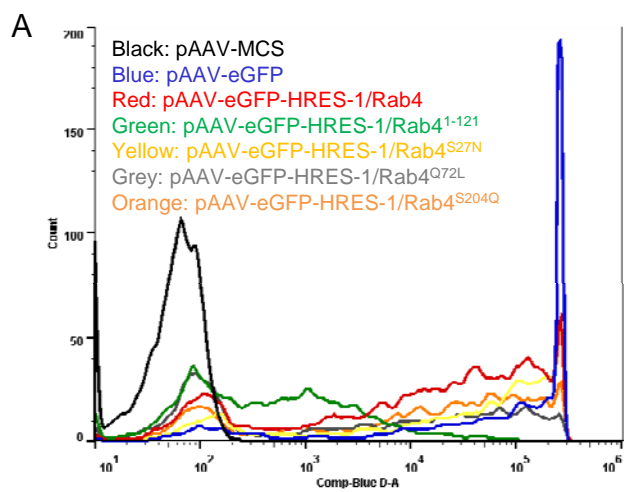 A
200
Black: pAAV-MCS
Blue: pAAV-eGFP
Red: pAAV-eGFP-HRES-1/Rab4
Green: pAAV-eGFP-HRES-1/Rab4¹⁻¹²¹
Yellow: pAAV-eGFP-HRES-1/Rab4ˢ²⁷ᴺ
Grey: pAAV-eGFP-HRES-1/Rab4Q72L
Orange: pAAV-eGFP-HRES-1/Rab4S204Q
150
100
50
0
Count
10¹ 10² 10³ 10⁴ 10⁵ 10⁶
Comp-Blue D-A